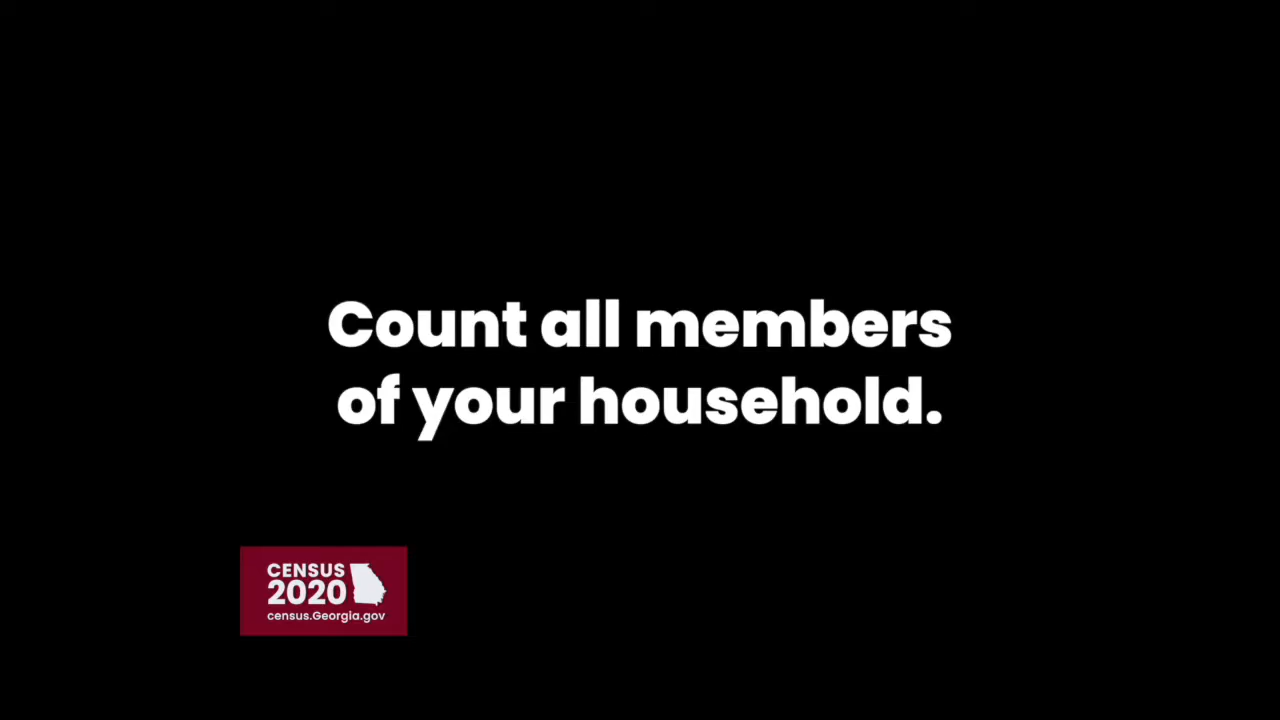 Count all members
of your household.
CENSUS
2020
census.Georgia.gov